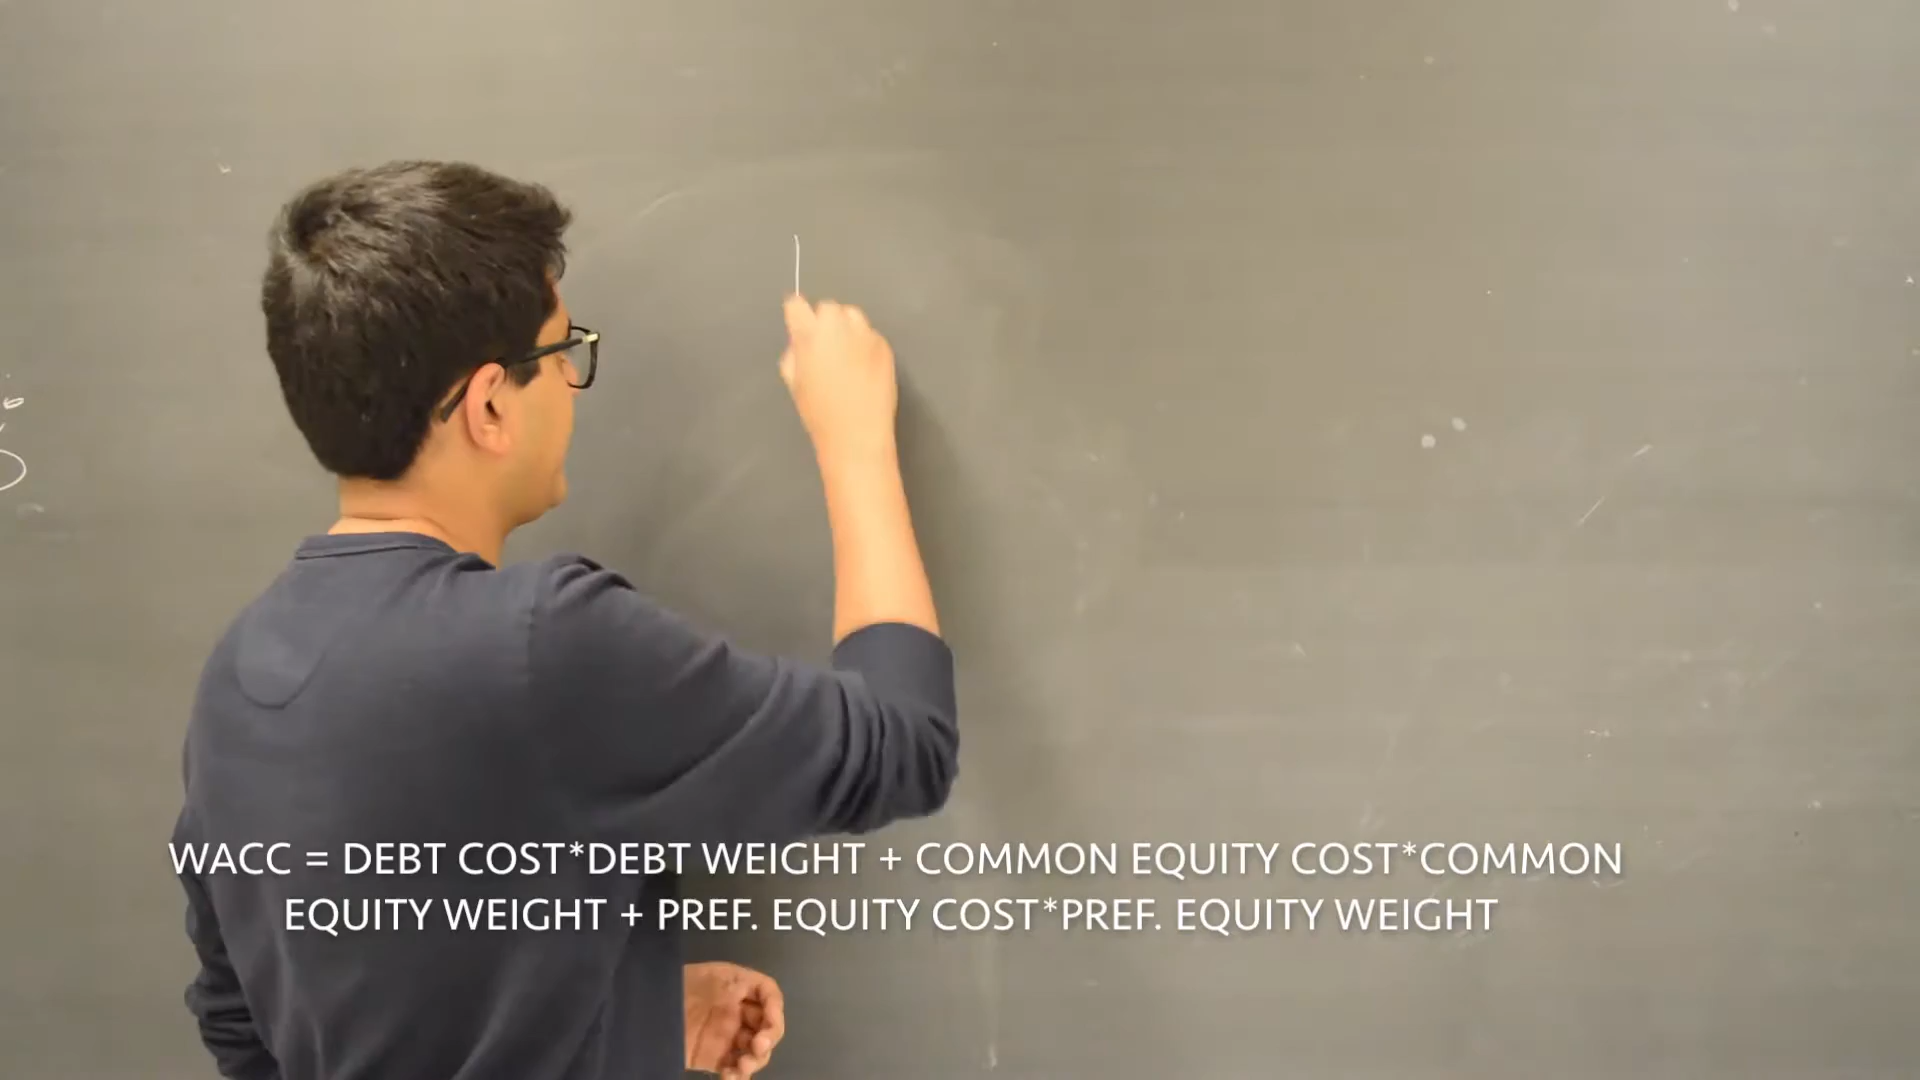 WACC = DEBT COST*DEBT WEIGHT + COMMON EQUITY COST*COMMON
EQUITY WEIGHT + PREF. EQUITY COST*PREF. EQUITY WEIGHT